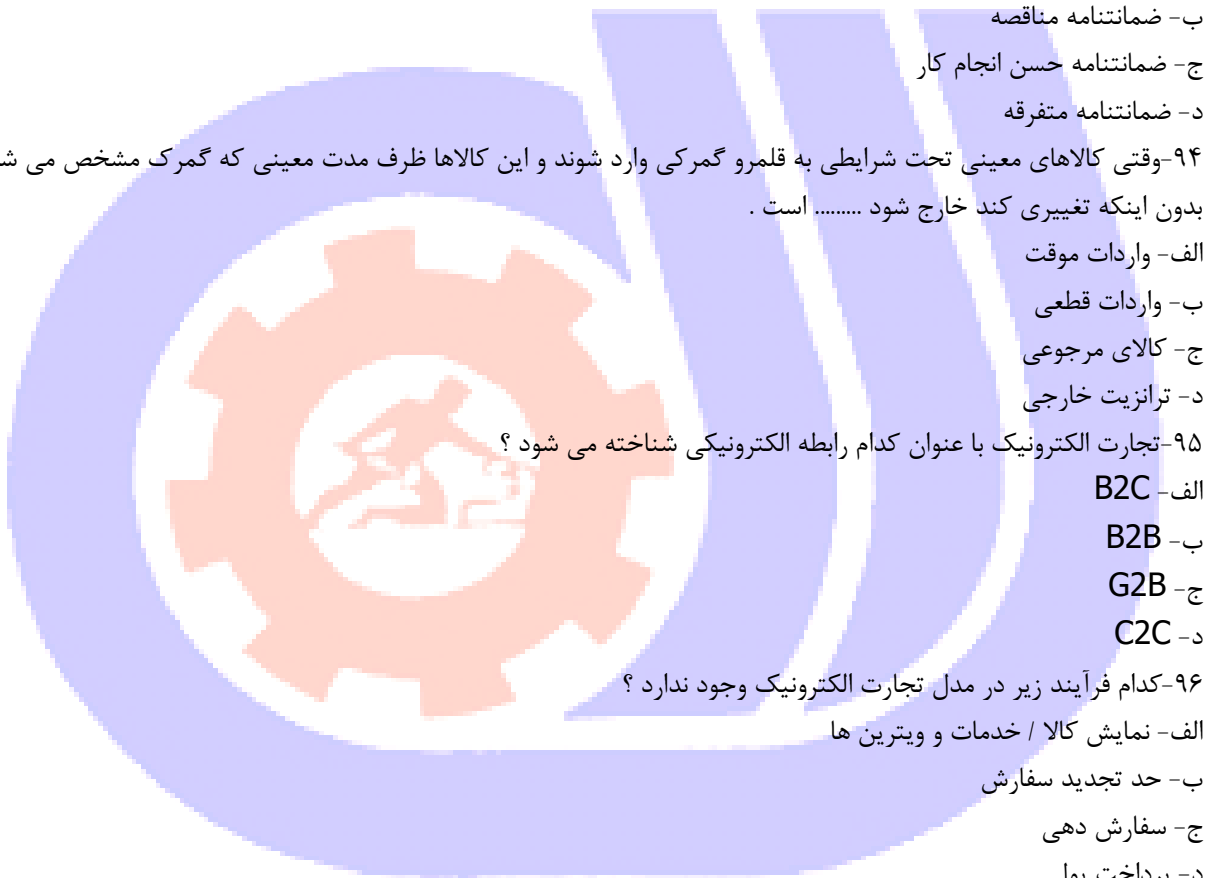 ب- ضمانتنامه مناقصه
ج- ضمانتنامه حسن انجام کار
د- ضمانتنامه متفرقه
۹۴-وقتی کالاهای معینی تحت شرایطی به قلمرو گمرکی وارد شوند و این کالاها ظرف مدت معینی که گمرک مشخص می
بدون اینکه تغییری کند خارج شود ......... است .
الف- واردات موقت
ب- واردات قطعی
ج- کالای مرجوعی
د- ترانزیت خارجی
۹۵-تجارت الکترونیک با عنوان کدام رابطه الکترونیکی شناخته می شود ؟
الف- B2C
ب- B2B
ج- G2B
د- C2C
۹۶-کدام فرآیند زیر در مدل تجارت الکترونیک وجود ندارد ؟
الف- نمایش کالا / خدمات و ویترین ها
ب- حد تجدید سفارش
ج- سفارش دهی
د- پرداخت پول